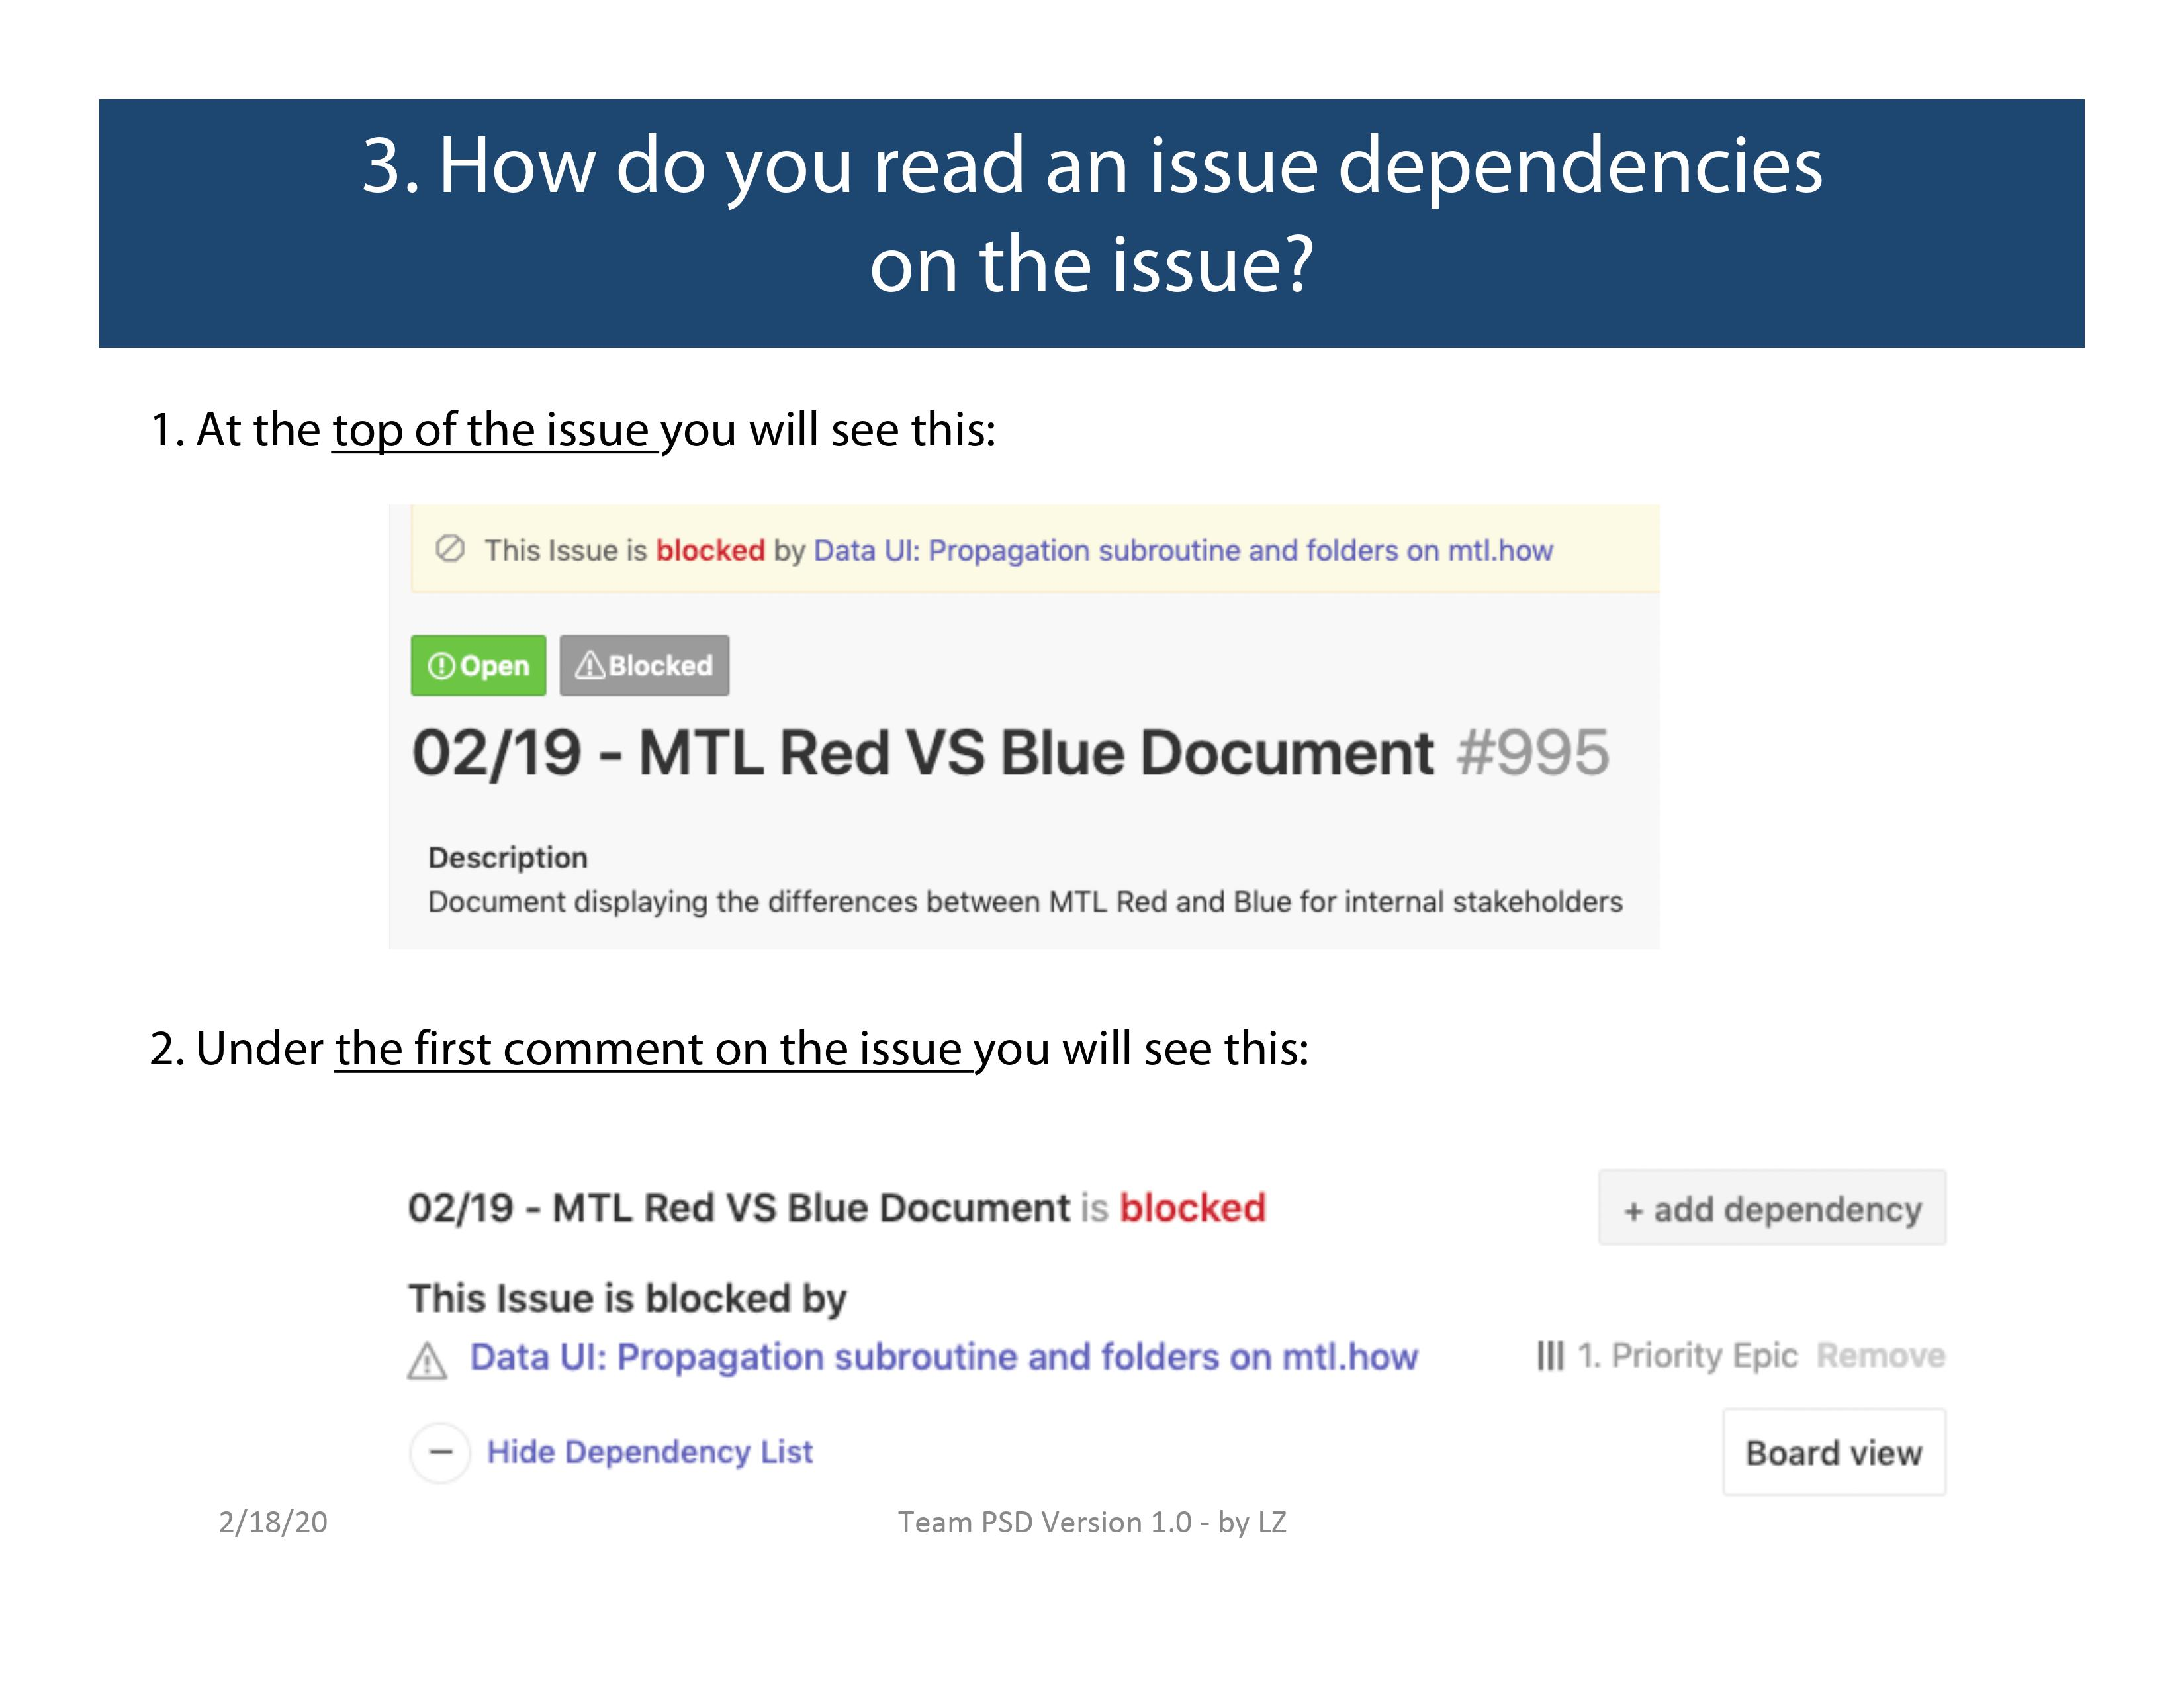 3. How do you read an issue dependencies
on the issue?
1. At the top of the issue you will see this:
This Issue is blocked by Data UI: Propagation subroutine and folders on mtl.how
Open Blocked
02/19 - MTL Red VS Blue Document #995
Description
Document displaying the differences between MTL Red and Blue for internal stakeholders
2. Under the first comment on the issue you will see this:
02/19 - MTL Red VS Blue Document is blocked
+ add dependency
This Issue is blocked by
Data UI: Propagation subroutine and folders on mtl.how
1. Priority Epic Remove
Hide Dependency List
Board view
2/18/20
Team PSD Version 1.0 - by LZ